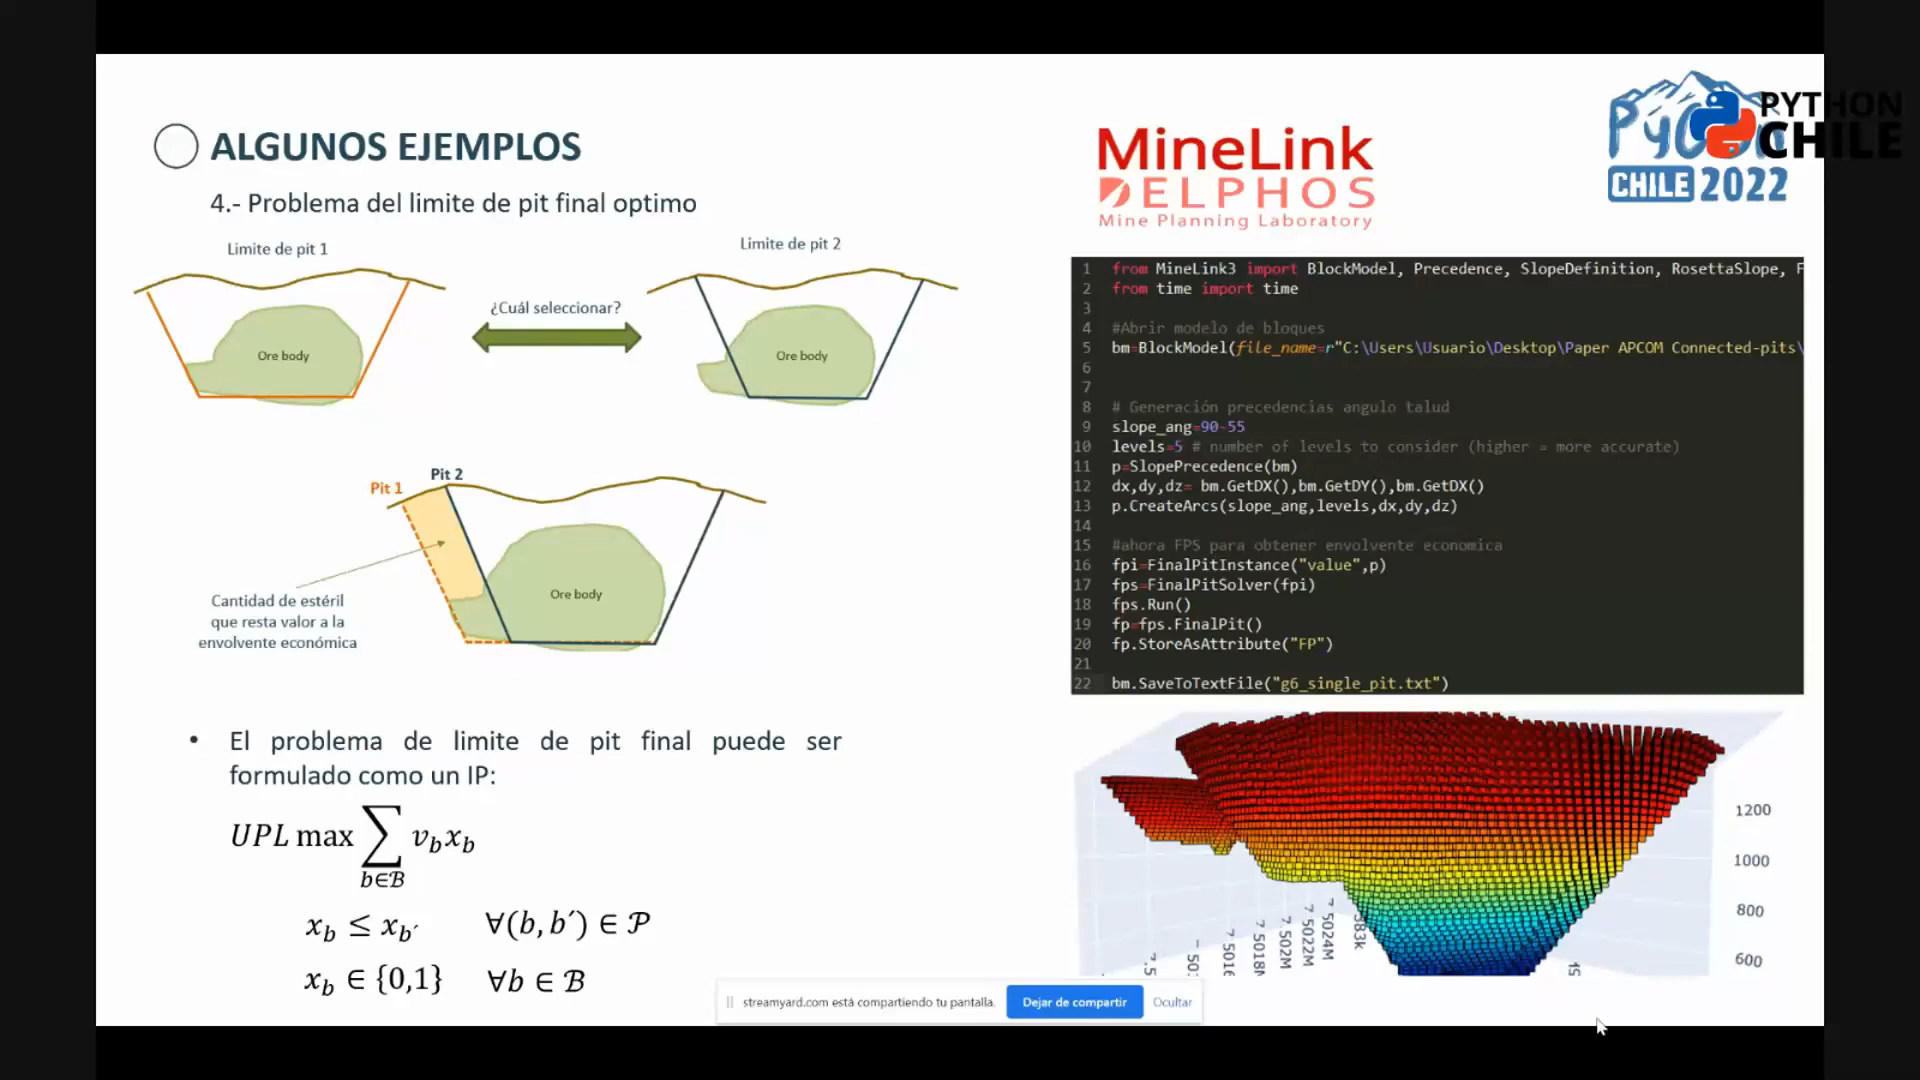 ALGUNOS EJEMPLOS
4.- Problema del limite de pit final optimo
Limite de pit 1
Limite de pit 2
¿Cuál seleccionar?
Ore body
Ore body
Pit 2
Pit 1
Ore body
Cantidad de estéril
que resta valor a la
envolvente económica
• El problema de limite de pit final puede ser
formulado como un IP:
UPL max ∑ v_b x_b
b∈ℬ
x_b ≤ x_b´ ∀(b, b´) ∈ 𝒫
x_b ∈ {0,1} ∀b ∈ ℬ
MineLink
DELPHOS
Mine Planning Laboratory
PYTHON
CHILE
CHILE 2022
1 from MineLink3 import BlockModel, Precedence, SlopeDefinition, RosettaSlope, F
2 from time import time
3
4 #Abrir modelo de bloques
5 bm=BlockModel(file_name=r"C:\Users\Usuario\Desktop\Paper APCOM Connected-pits\
6
7
8 # Generación precedencias angulo talud
9 slope_ang=90-55
10 levels=5 # number of levels to consider (higher = more accurate)
11 p=SlopePrecedence(bm)
12 dx,dy,dz= bm.GetDX(),bm.GetDY(),bm.GetDX()
13 p.CreateArcs(slope_ang,levels,dx,dy,dz)
14
15 #ahora FPS para obtener envolvente economica
16 fpi=FinalPitInstance("value",p)
17 fps=FinalPitSolver(fpi)
18 fps.Run()
19 fp=fps.FinalPit()
20 fp.StoreAsAttribute("FP")
21
22 bm.SaveToTextFile("g6_single_pit.txt")
1200
1000
800
600
7.5018M
7.502M
7.5022M
7.5024M
streamyard.com está compartiendo tu pantalla.
Dejar de compartir
Ocultar